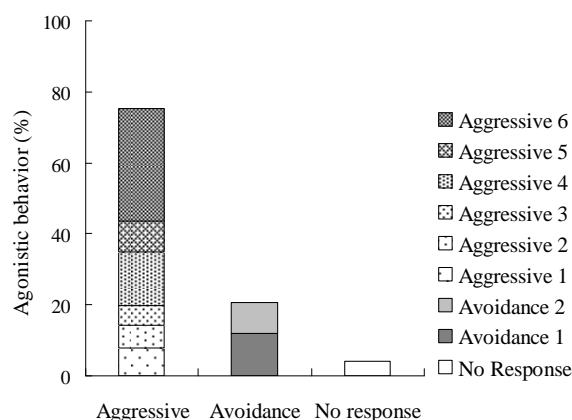 100
80
60
40
20
0
Agonistic behavior (%)
Aggressive
Avoidance
No response
Aggressive 6
Aggressive 5
Aggressive 4
Aggressive 3
Aggressive 2
Aggressive 1
Avoidance 2
Avoidance 1
No Response